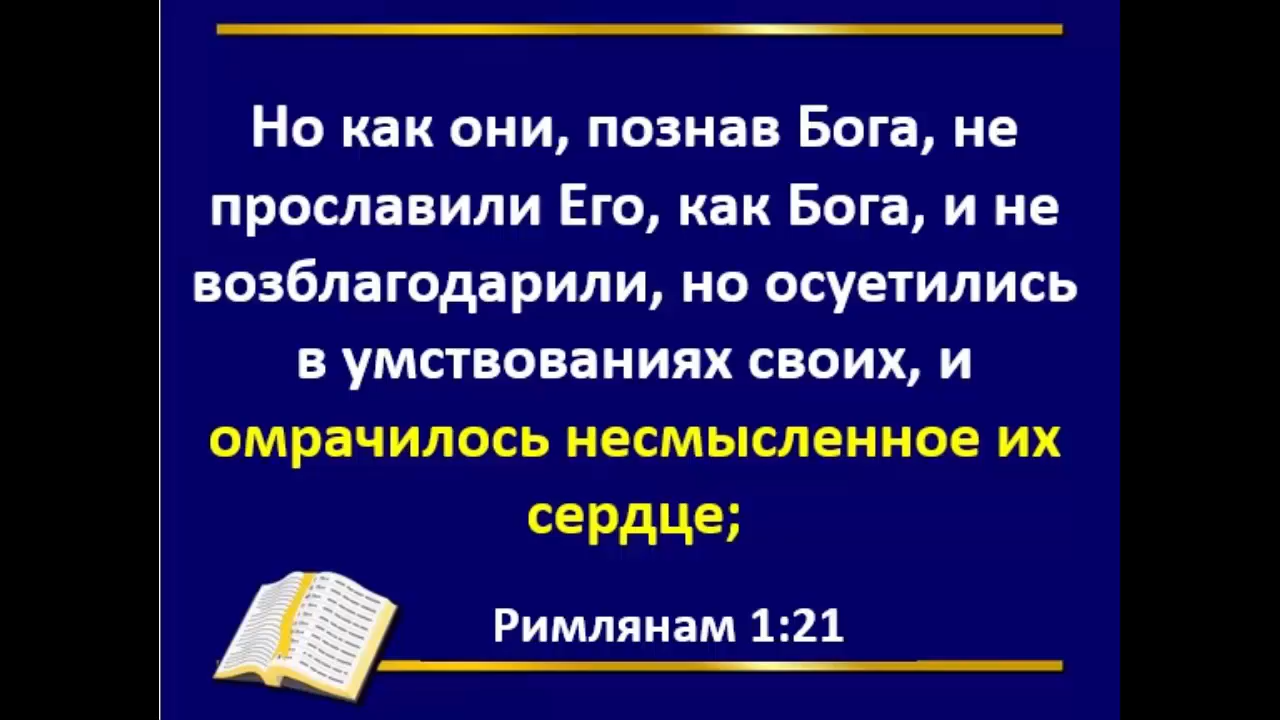 Но как они, познав Бога, не
прославили Его, как Бога, и не
возблагодарили, но осуетились
в умствованиях своих, и
омрачилось несмысленное их
сердце;
Римлянам 1:21